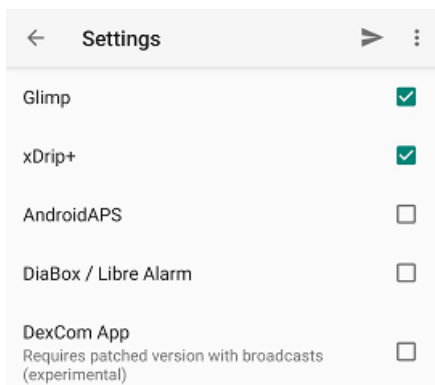 Settings
Glimp
xDrip+
AndroidAPS
DiaBox / Libre Alarm
DexCom App
Requires patched version with broadcasts
(experimental)